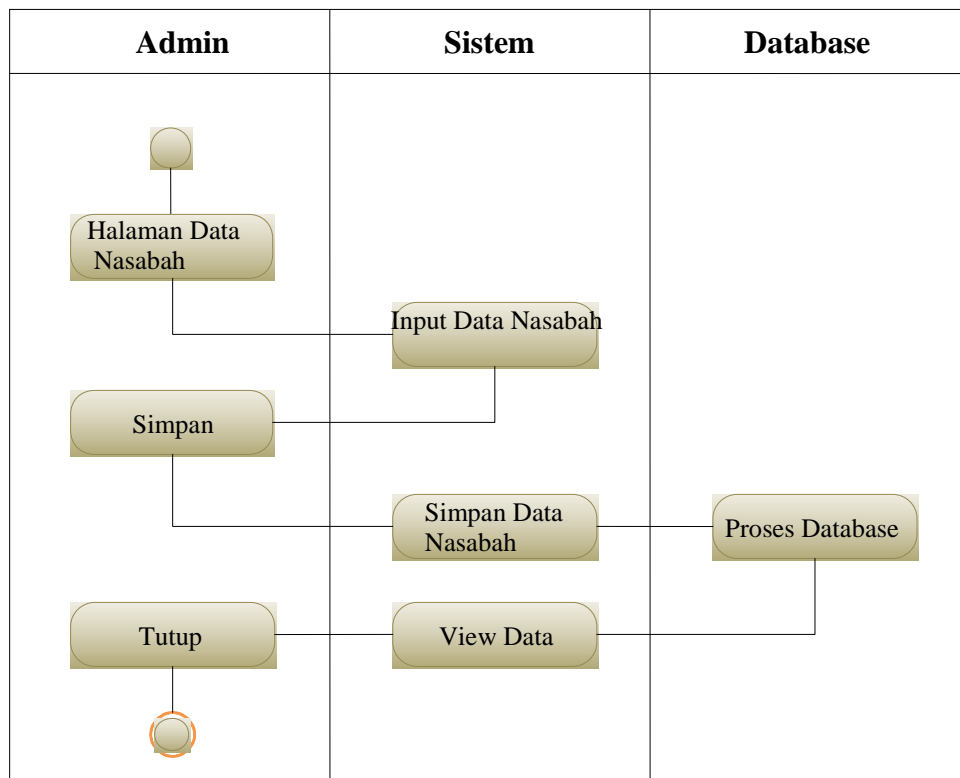 Admin
Sistem
Database
Halaman Data
Nasabah
Input Data Nasabah
Simpan
Simpan Data
Nasabah
Proses Database
Tutup
View Data